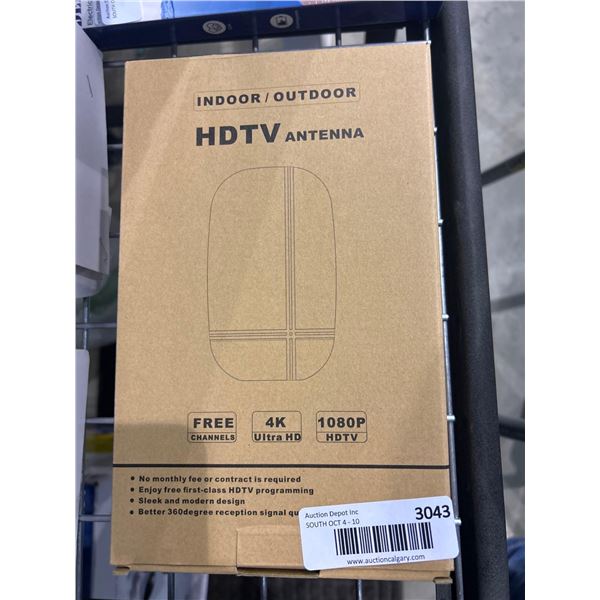 INDOOR / OUTDOOR
HDTV ANTENNA
FREE
CHANNELS
4K
Ultra HD
1080P
HDTV
• No monthly fee or contract is required
• Enjoy free first-class HDTV programming
• Sleek and modern design
• Better 360degree reception signal
Auction Depot Inc
SOUTH OCT 4 - 10
3043
www.auctioncalgary.com